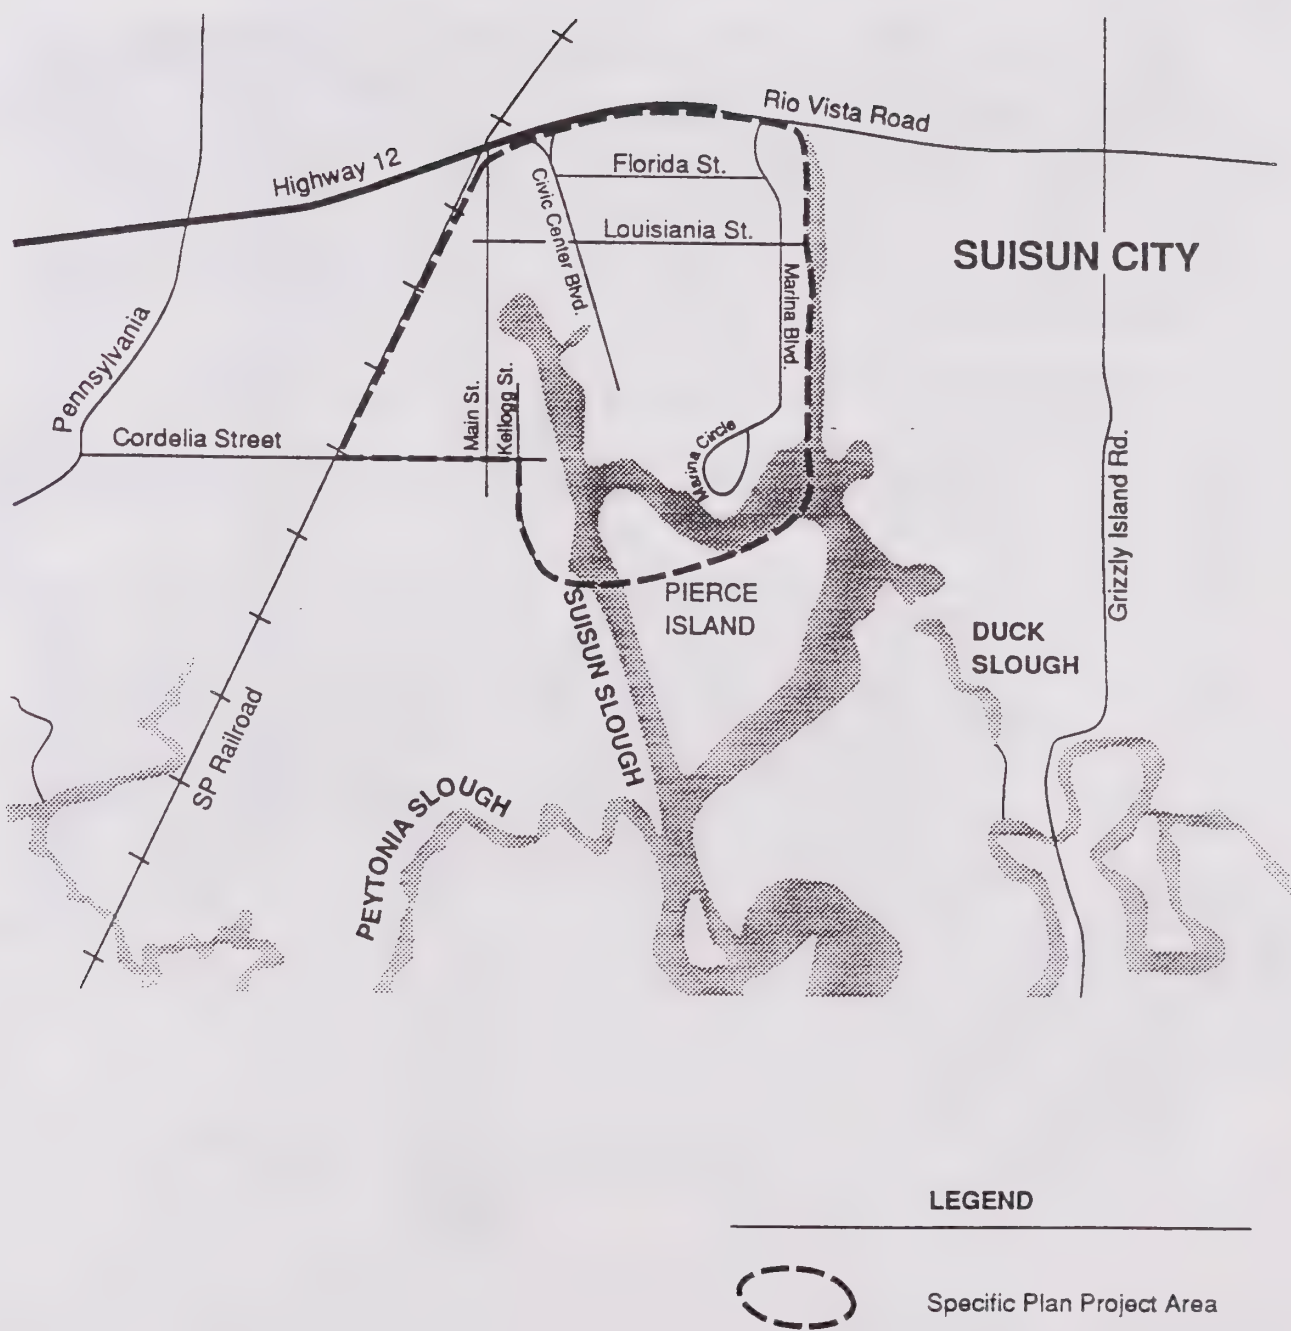 Rio Vista Road
Highway 12
Florida St.
Civic Center Blvd.
Louisiania St.
SUISUN CITY
Marina Blvd.
Pennsylvania
Main St.
Kellogg St.
Cordelia Street
Marina Circle
Grizzly Island Rd.
PIERCE
ISLAND
SUISUN SLOUGH
DUCK
SLOUGH
SP Railroad
PEYTONIA SLOUGH
LEGEND
Specific Plan Project Area